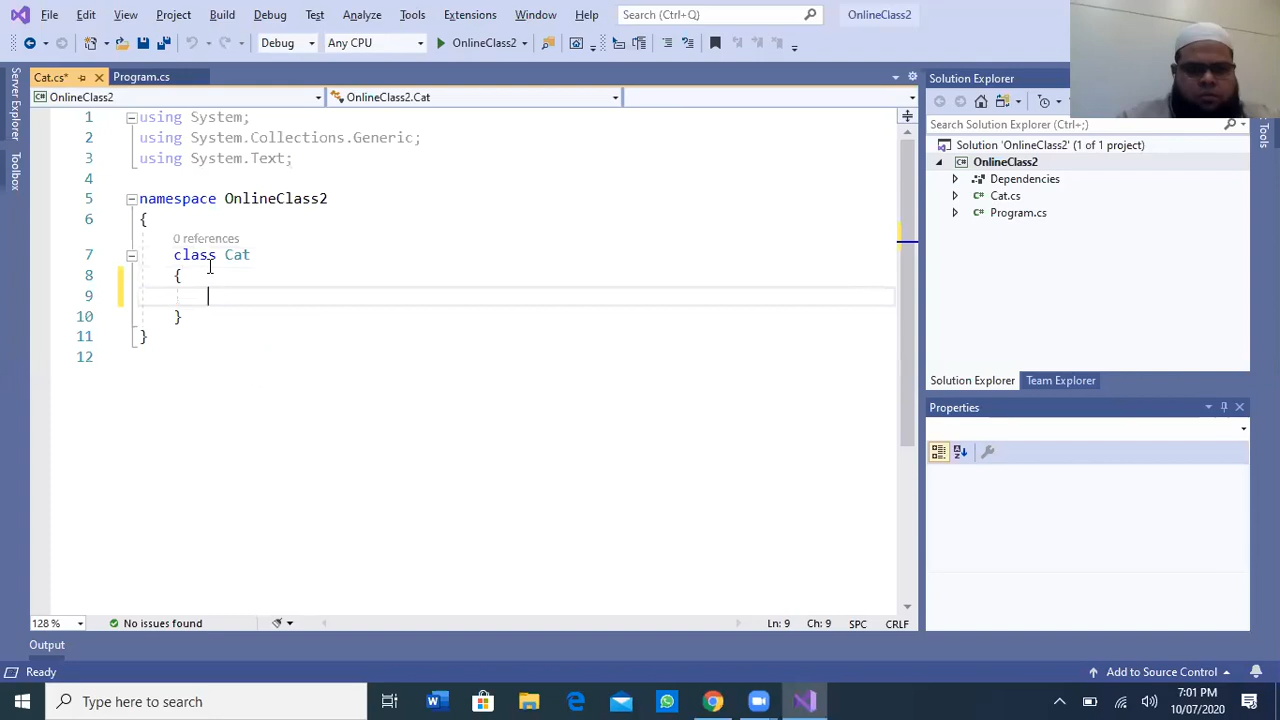 File Edit View Project Build Debug Test Analyze Tools Extensions Window Help Search (Ctrl+Q) OnlineClass2
Debug Any CPU OnlineClass2
Cat.cs* Program.cs
OnlineClass2 OnlineClass2.Cat
Server Explorer
Toolbox
1 using System;
2 using System.Collections.Generic;
3 using System.Text;
4
5 namespace OnlineClass2
6 {
0 references
7 class Cat
8 {
9
10 }
11 }
12
128 % No issues found Ln: 9 Ch: 9 SPC CRLF
Solution Explorer
Search Solution Explorer (Ctrl+;)
Solution 'OnlineClass2' (1 of 1 project)
OnlineClass2
Dependencies
C# Cat.cs
C# Program.cs
Solution Explorer Team Explorer
Properties
Output
Ready Add to Source Control
Type here to search
7:01 PM
10/07/2020